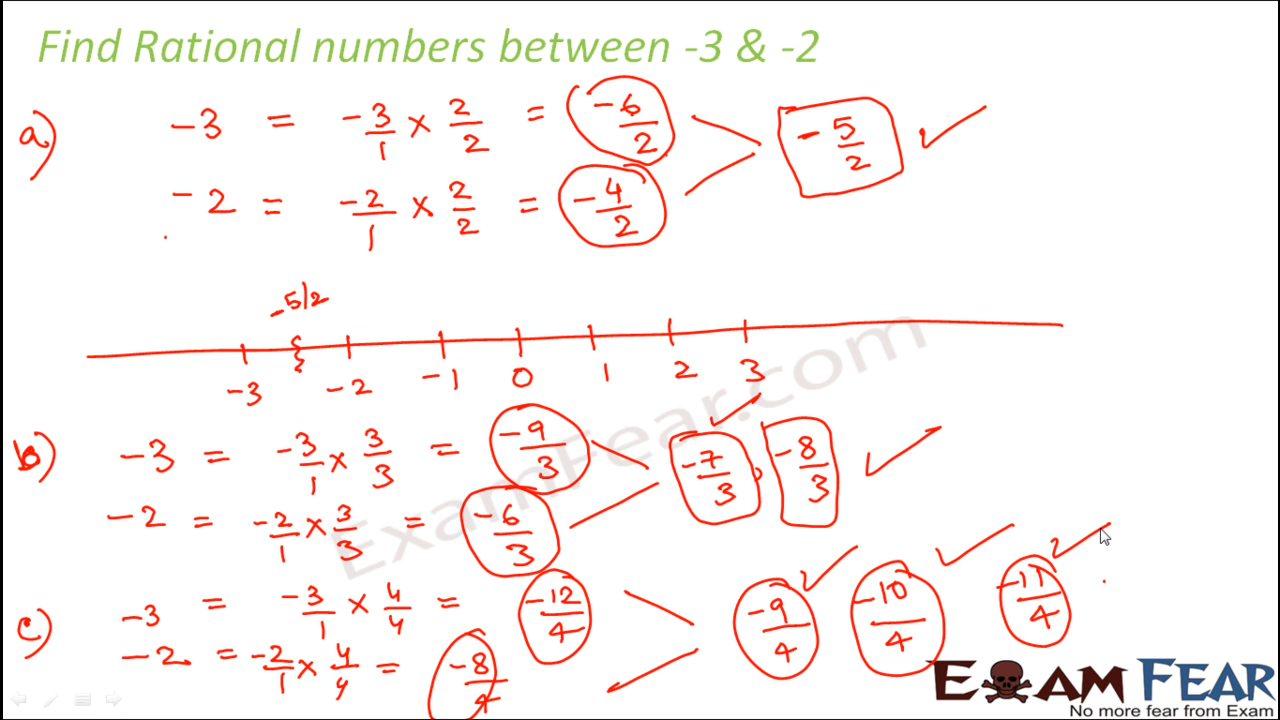 Find Rational numbers between -3 & -2
a) -3 = -3/1 × 2/2 = -6/2
-5/2
-2 = -2/1 × 2/2 = -4/2
-5/2
-3 -2 -1 0 1 2 3
b) -3 = -3/1 × 3/3 = -9/3
-7/3, -8/3
-2 = -2/1 × 3/3 = -6/3
c) -3 = -3/1 × 4/4 = -12/4
-9/4 -10/4 -11/4
-2 = -2/1 × 4/4 = -8/4
ExamFear.com
EXAM FEAR
No more fear from Exam